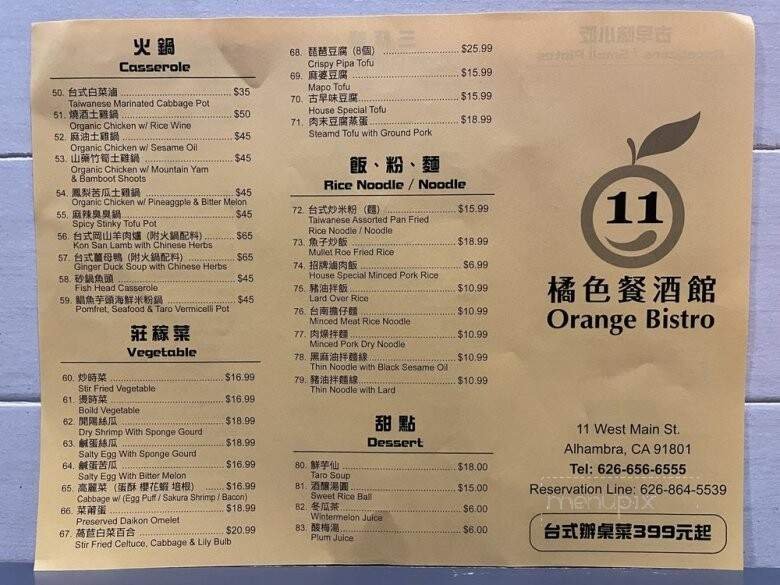 火鍋
Casserole
50. 台式白菜滷 $35
Taiwanese Marinated Cabbage Pot
51. 燒酒土雞鍋 $50
Organic Chicken w/ Rice Wine
52. 麻油土雞鍋 $45
Organic Chicken w/ Sesame Oil
53. 山藥竹筍土雞鍋 $45
Organic Chicken w/ Mountain Yam
& Bamboot Shoots
54. 鳳梨苦瓜土雞鍋 $45
Organic Chicken w/ Pineaggple & Bitter Melon
55. 麻辣臭臭鍋 $45
Spicy Stinky Tofu Pot
56. 台式岡山羊肉爐 (附火鍋配料) $65
Kon San Lamb with Chinese Herbs
57. 台式薑母鴨 (附火鍋配料) $65
Ginger Duck Soup with Chinese Herbs
58. 砂鍋魚頭 $45
Fish Head Casserole
59. 鯧魚芋頭海鮮米粉鍋 $45
Pomfret, Seafood & Taro Vermicelli Pot
莊稼菜
Vegetable
60. 炒時菜 $16.99
Stir Fried Vegetable
61. 燙時菜 $16.99
Boild Vegetable
62. 開陽絲瓜 $18.99
Dry Shrimp With Sponge Gourd
63. 鹹蛋絲瓜 $18.99
Salty Egg With Sponge Gourd
64. 鹹蛋苦瓜 $16.99
Salty Egg With Bitter Melon
65. 高麗菜 (蛋酥 櫻花蝦 培根) $16.99
Cabbage w/ (Egg Puff / Sakura Shrimp / Bacon)
66. 菜莆蛋 $18.99
Preserved Daikon Omelet
67. 萵苣白菜百合 $20.99
Stir Fried Celtuce, Cabbage & Lily Bulb
68. 琵琶豆腐 (8個) $25.99
Crispy Pipa Tofu
69. 麻婆豆腐 $15.99
Mapo Tofu
70. 古早味豆腐 $15.99
House Special Tofu
71. 肉末豆腐蒸蛋 $18.99
Steamd Tofu with Ground Pork
飯、粉、麵
Rice Noodle / Noodle
72. 台式炒米粉 (麵) $15.99
Taiwanese Assorted Pan Fried
Rice Noodle / Noodle
73. 魚子炒飯 $18.99
Mullet Roe Fried Rice
74. 招牌滷肉飯 $6.99
House Special Minced Pork Rice
75. 豬油拌飯 $10.99
Lard Over Rice
76. 台南擔仔麵 $10.99
Minced Meat Rice Noodle
77. 肉燥拌麵 $10.99
Minced Pork Dry Noodle
78. 黑麻油拌麵線 $10.99
Thin Noodle with Black Sesame Oil
79. 豬油拌麵線 $10.99
Thin Noodle with Lard
甜點
Dessert
80. 鮮芋仙 $18.00
Taro Soup
81. 酒釀湯圓 $15.00
Sweet Rice Ball
82. 冬瓜茶 $6.00
Wintermelon Juice
83. 酸梅湯 $6.00
Plum Juice
11
橘色餐酒館
Orange Bistro
11 West Main St.
Alhambra, CA 91801
Tel: 626-656-6555
Reservation Line: 626-864-5539
menupix
台式辦桌菜399元起